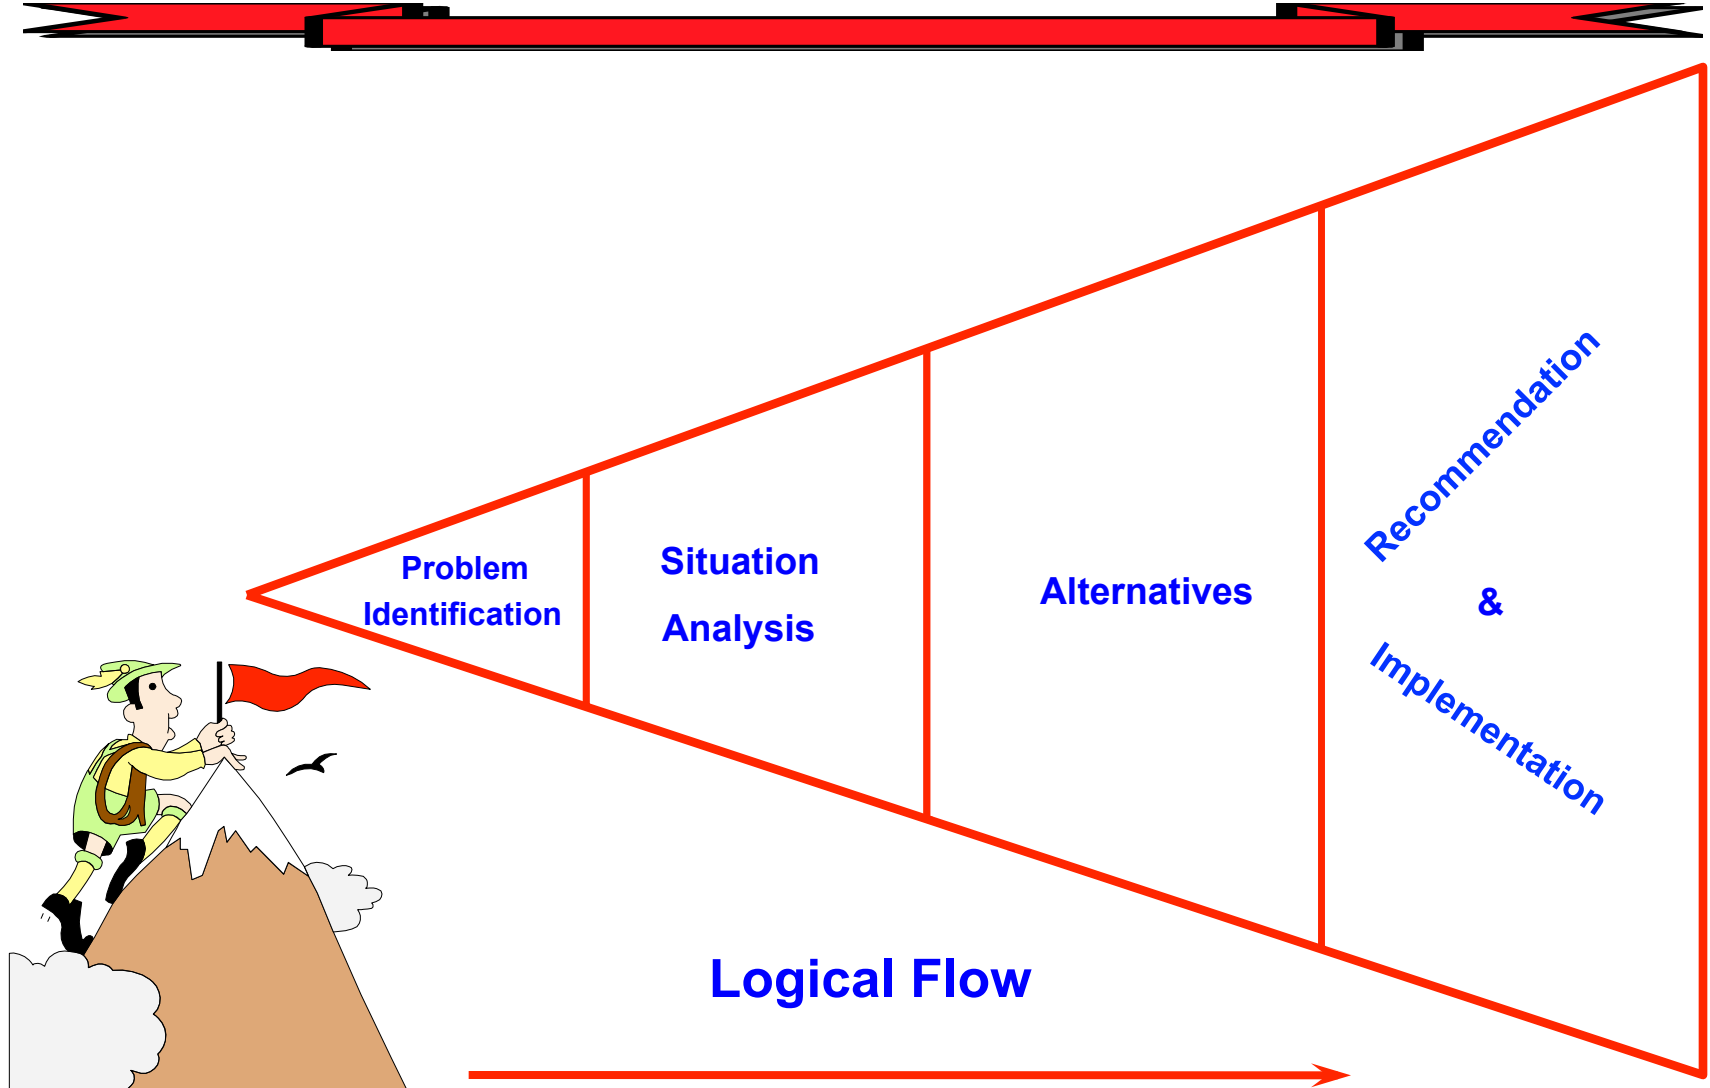 Problem
Identification
Situation
Analysis
Alternatives
Recommendation
&
Implementation
Logical Flow